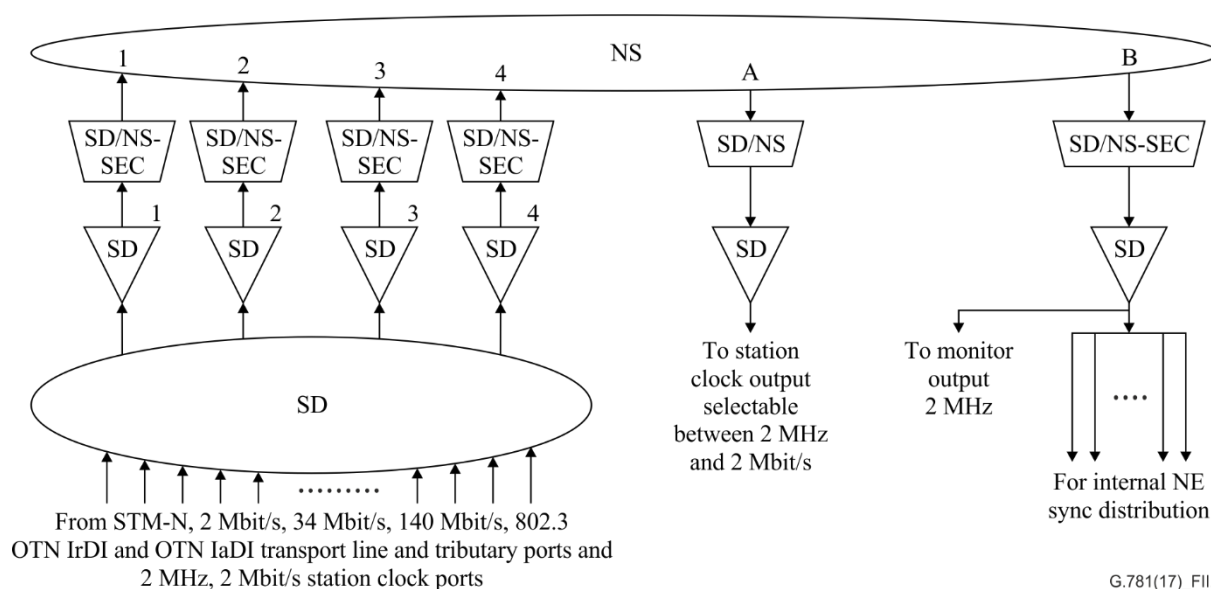 NS
1
2
3
4
A
B
SD/NS-
SEC
SD/NS-
SEC
SD/NS-
SEC
SD/NS-
SEC
SD/NS
SD/NS-SEC
1
2
3
4
SD
SD
SD
SD
SD
SD
SD
To station
clock output
selectable
between 2 MHz
and 2 Mbit/s
To monitor
output
2 MHz
....
For internal NE
sync distribution
.........
From STM-N, 2 Mbit/s, 34 Mbit/s, 140 Mbit/s, 802.3
OTN IrDI and OTN IaDI transport line and tributary ports and
2 MHz, 2 Mbit/s station clock ports
G.781(17)_FII